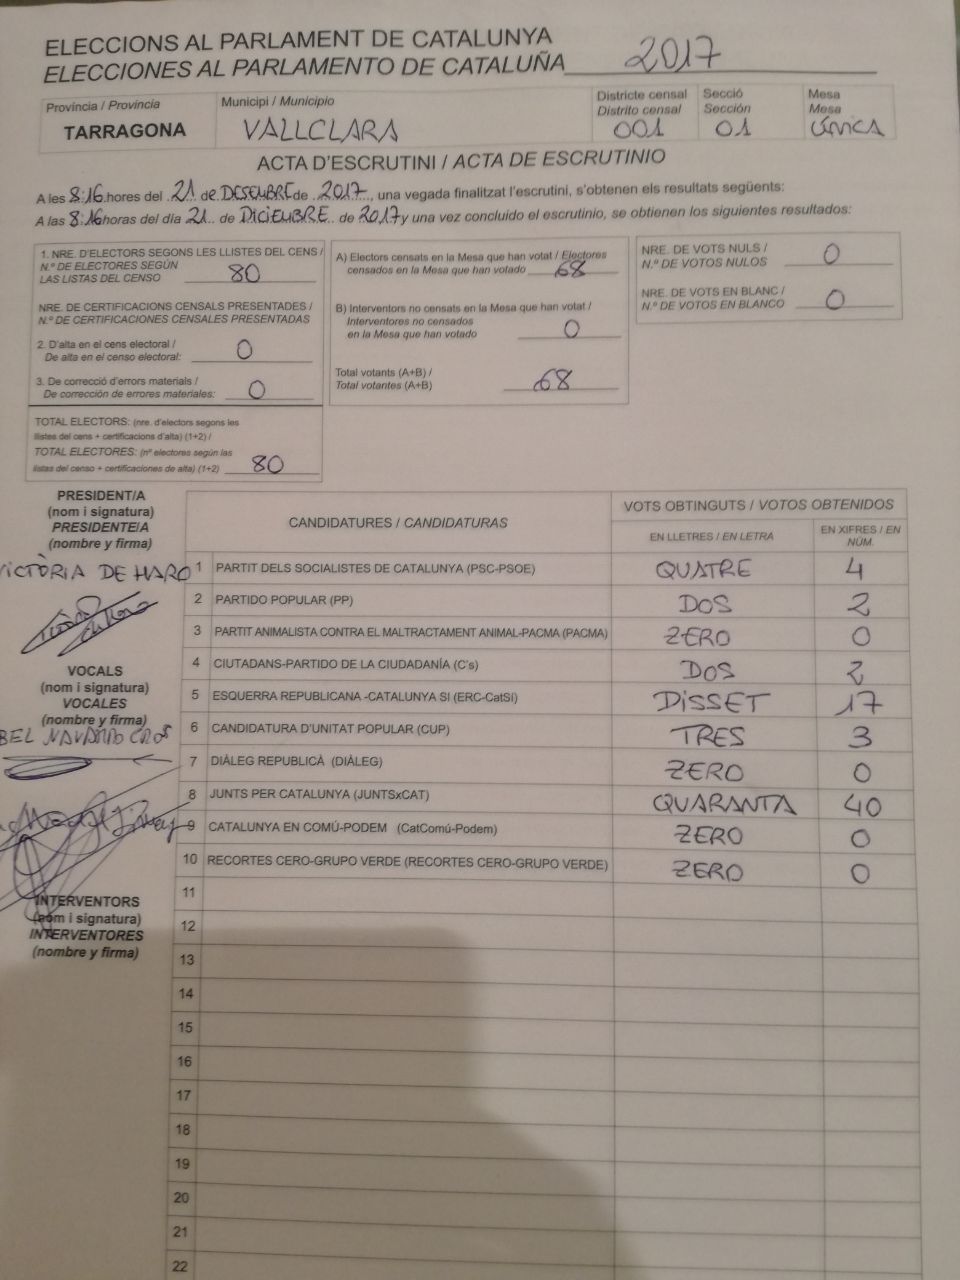 ELECCIONS AL PARLAMENT DE CATALUNYA
ELECCIONES AL PARLAMENTO DE CATALUÑA 2017
Provincia / Provincia
TARRAGONA
Municipi / Municipio
VALLCLARA
Districte censal
Distrito censal
001
Secció
Sección
01
Mesa
Mesa
Única
ACTA D'ESCRUTINI / ACTA DE ESCRUTINIO
A les 8:16 hores del 21 de DESEMBRE de 2017, una vegada finalitzat l'escrutini, s'obtenen els resultats següents:
A las 8:16 horas del día 21 de DICIEMBRE de 2017 y una vez concluido el escrutinio, se obtienen los siguientes resultados:
1. NRE. D'ELECTORS SEGONS LES LLISTES DEL CENS /
N.º DE ELECTORES SEGÚN
LAS LISTAS DEL CENSO 80
NRE. DE CERTIFICACIONS CENSALS PRESENTADES /
N.º DE CERTIFICACIONES CENSALES PRESENTADAS
2. D'alta en el cens electoral /
De alta en el censo electoral: 0
3. De correcció d'errors materials /
De corrección de errores materiales: 0
TOTAL ELECTORS: (nre. d'electors segons les
llistes del cens + certificacions d'alta) (1+2) /
TOTAL ELECTORES: (nº electores según las
listas del censo + certificaciones de alta) (1+2) 80
A) Electors censats en la Mesa que han votat / Electores
censados en la Mesa que han votado 68
B) Interventors no censats en la Mesa que han votat /
Interventores no censados
en la Mesa que han votado 0
Total votants (A+B) /
Total votantes (A+B) 68
NRE. DE VOTS NULS /
N.º DE VOTOS NULOS 0
NRE. DE VOTS EN BLANC /
N.º DE VOTOS EN BLANCO 0
PRESIDENT/A
(nom i signatura)
PRESIDENTE/A
(nombre y firma)
VICTÒRIA DE HARO
VOCALS
(nom i signatura)
VOCALES
(nombre y firma)
BEL NAVARRO CROS
INTERVENTORS
(nom i signatura)
INTERVENTORES
(nombre y firma)
CANDIDATURES / CANDIDATURAS
VOTS OBTINGUTS / VOTOS OBTENIDOS
EN LLETRES / EN LETRA
EN XIFRES / EN
NÚM.
1 PARTIT DELS SOCIALISTES DE CATALUNYA (PSC-PSOE) QUATRE 4
2 PARTIDO POPULAR (PP) DOS 2
3 PARTIT ANIMALISTA CONTRA EL MALTRACTAMENT ANIMAL-PACMA (PACMA) ZERO 0
4 CIUTADANS-PARTIDO DE LA CIUDADANÍA (C's) DOS 2
5 ESQUERRA REPUBLICANA -CATALUNYA SI (ERC-CatSí) DISSET 17
6 CANDIDATURA D'UNITAT POPULAR (CUP) TRES 3
7 DIÀLEG REPUBLICÀ (DIÀLEG) ZERO 0
8 JUNTS PER CATALUNYA (JUNTSxCAT) QUARANTA 40
9 CATALUNYA EN COMÚ-PODEM (CatComú-Podem) ZERO 0
10 RECORTES CERO-GRUPO VERDE (RECORTES CERO-GRUPO VERDE) ZERO 0
11
12
13
14
15
16
17
18
19
20
21
22